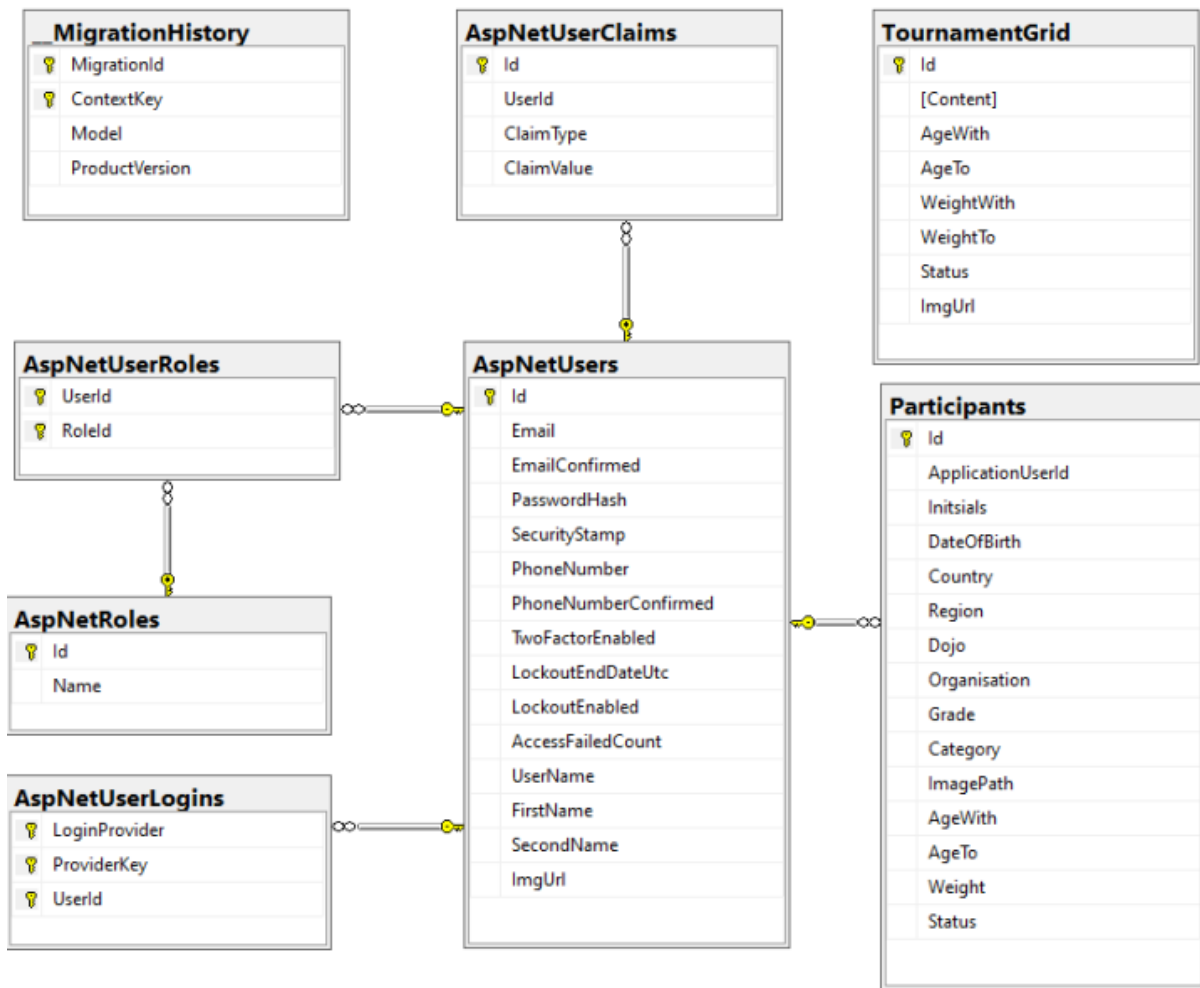 __MigrationHistory
MigrationId
ContextKey
Model
ProductVersion
AspNetUserClaims
Id
UserId
ClaimType
ClaimValue
TournamentGrid
Id
[Content]
AgeWith
AgeTo
WeightWith
WeightTo
Status
ImgUrl
AspNetUserRoles
UserId
RoleId
AspNetUsers
Id
Email
EmailConfirmed
PasswordHash
SecurityStamp
PhoneNumber
PhoneNumberConfirmed
TwoFactorEnabled
LockoutEndDateUtc
LockoutEnabled
AccessFailedCount
UserName
FirstName
SecondName
ImgUrl
Participants
Id
ApplicationUserId
Initsials
DateOfBirth
Country
Region
Dojo
Organisation
Grade
Category
ImagePath
AgeWith
AgeTo
Weight
Status
AspNetRoles
Id
Name
AspNetUserLogins
LoginProvider
ProviderKey
UserId